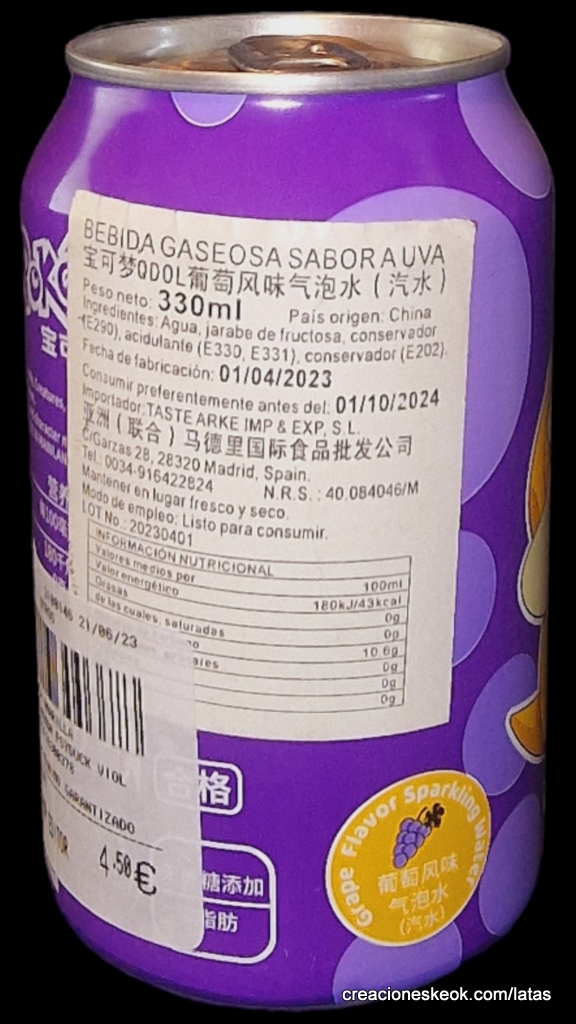 BEBIDA GASEOSA SABOR A UVA
宝可梦QDOL葡萄风味气泡水（汽水）
Peso neto: 330ml País origen: China
Ingredientes: Agua, jarabe de fructosa, conservador
(E290), acidulante (E330, E331), conservador (E202).
Fecha de fabricación: 01/04/2023
Consumir preferentemente antes del: 01/10/2024
Importador: TASTE ARKE IMP & EXP, S.L.
亚洲（联合）马德里国际食品批发公司
C/Garzas 28, 28320 Madrid, Spain.
Tel.: 0034-916422824 N.R.S.: 40.084046/M
Mantener en lugar fresco y seco.
Modo de empleo: Listo para consumir.
LOT No.: 20230401
INFORMACIÓN NUTRICIONAL
Valores medios por 100ml
Valor energético 180kJ/43kcal
Grasas 0g
de las cuales, saturadas 0g
10.6g
0g
0g
0g
21/06/23
PSYDUCK VIOL
GARANTIZADO
4.50€
合格
糖添加
脂肪
Grape Flavor Sparkling Water
葡萄风味
气泡水
(汽水)
creacioneskeok.com/latas